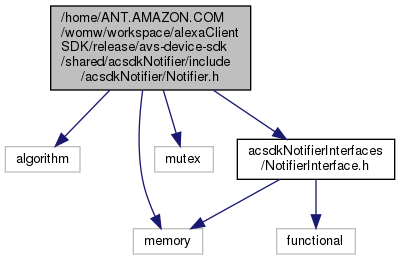 /home/ANT.AMAZON.COM
/womw/workspace/alexaClient
SDK/release/avs-device-sdk
/shared/acsdkNotifier/include
/acsdkNotifier/Notifier.h
algorithm
mutex
acsdkNotifierInterfaces
/NotifierInterface.h
memory
functional